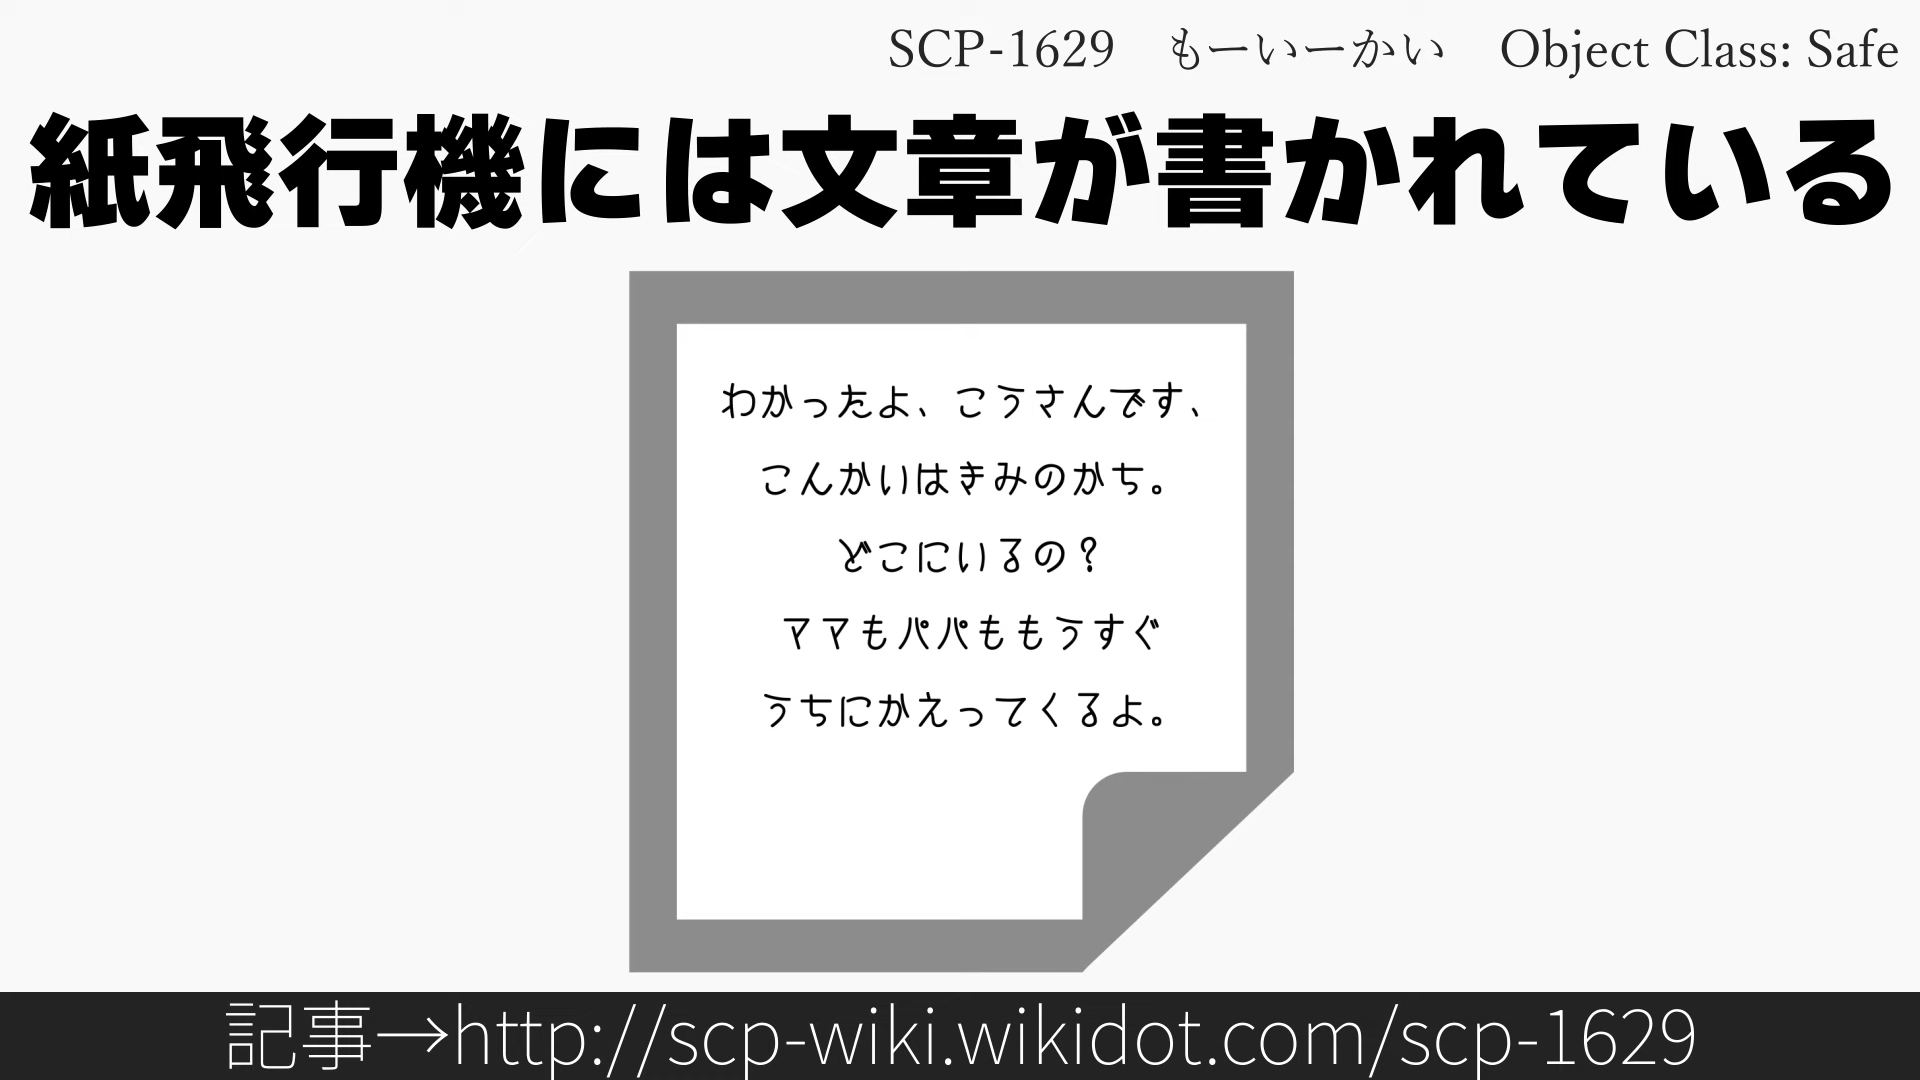 SCP-1629　もーいーかい　Object Class: Safe
紙飛行機には文章が書かれている
わかったよ、こうさんです、
こんかいはきみのかち。
どこにいるの？
ママもパパももうすぐ
うちにかえってくるよ。
記事→http://scp-wiki.wikidot.com/scp-1629